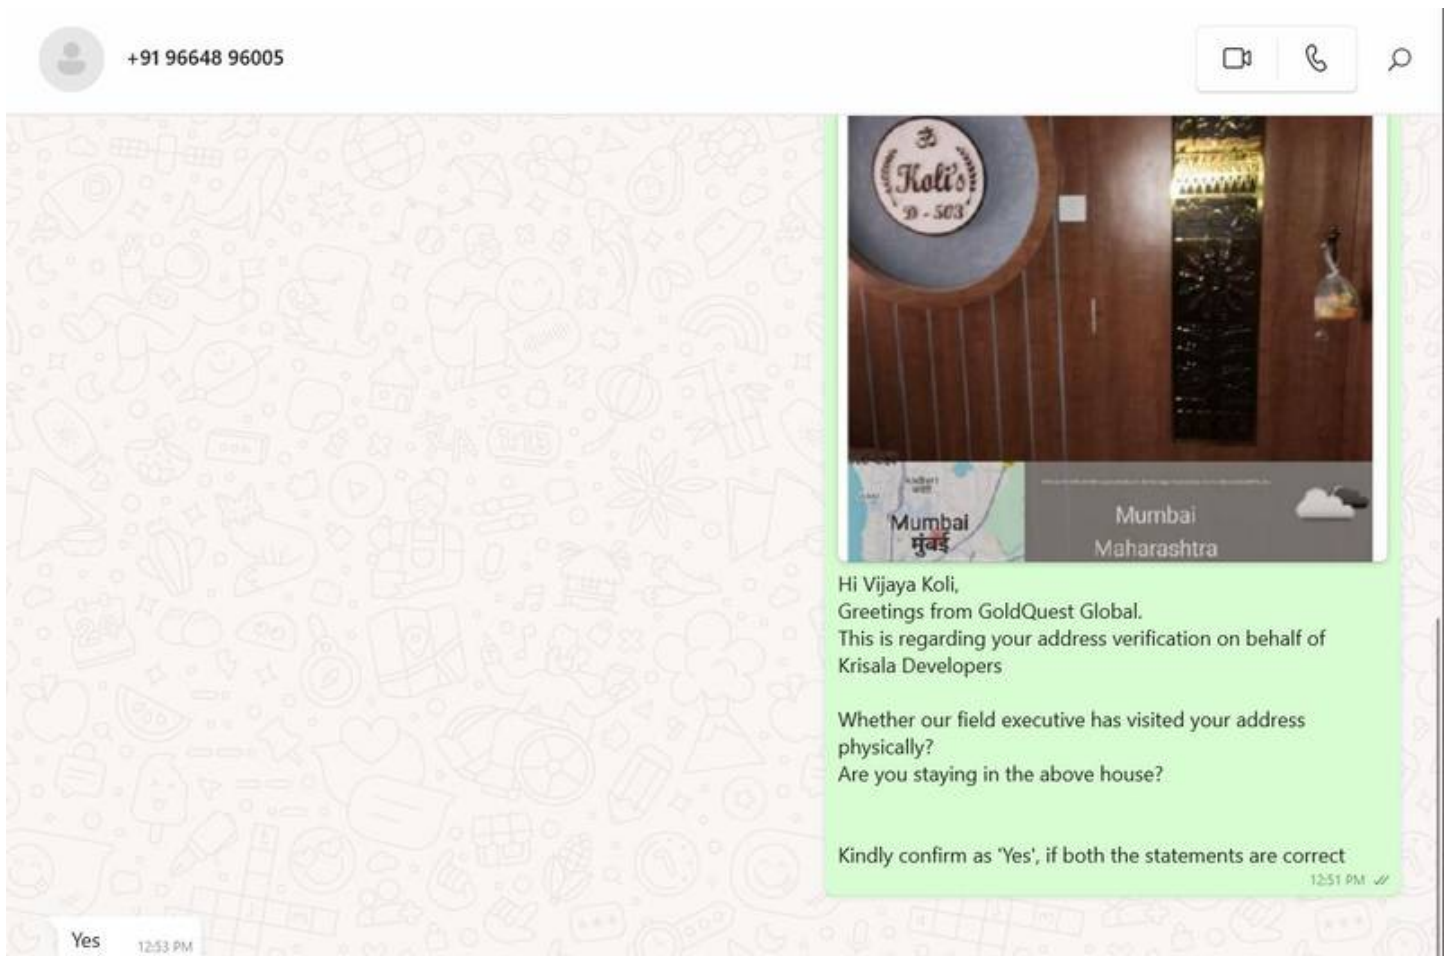 +91 96648 96005
ॐ
Koli's
D - 503
Mumbai
मुंबई
Mumbai
Maharashtra
Hi Vijaya Koli,
Greetings from GoldQuest Global.
This is regarding your address verification on behalf of
Krisala Developers
Whether our field executive has visited your address
physically?
Are you staying in the above house?
Kindly confirm as 'Yes', if both the statements are correct
12:51 PM
Yes
12:53 PM